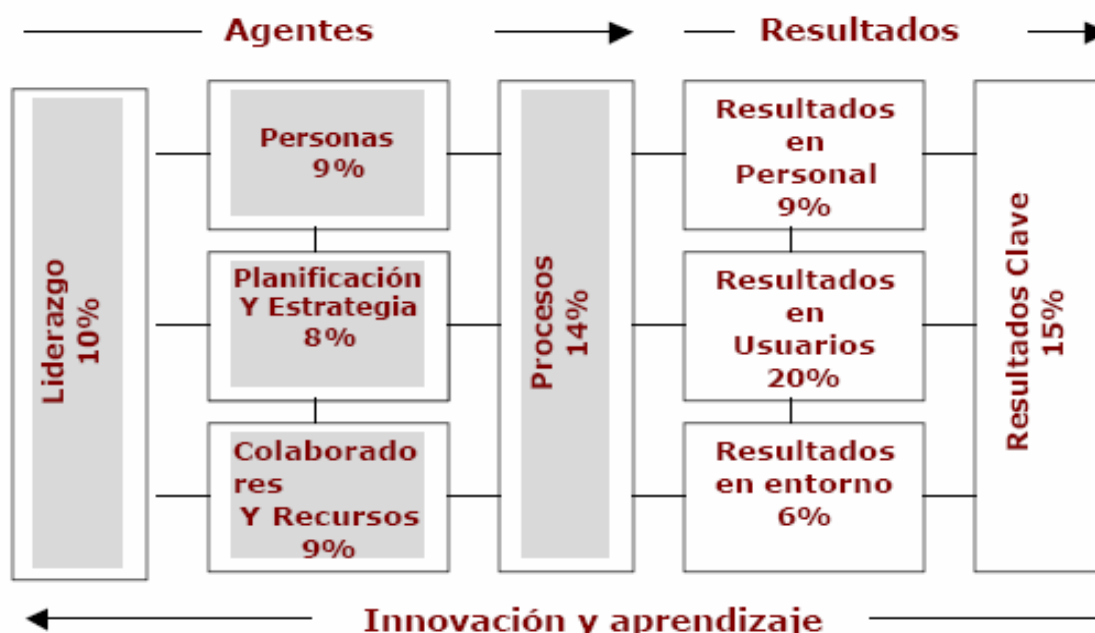 Agentes
Resultados
Liderazgo
10%
Personas
9%
Planificación
Y Estrategia
8%
Colaborado
res
Y Recursos
9%
Procesos
14%
Resultados
en
Personal
9%
Resultados
en
Usuarios
20%
Resultados
en entorno
6%
Resultados Clave
15%
Innovación y aprendizaje